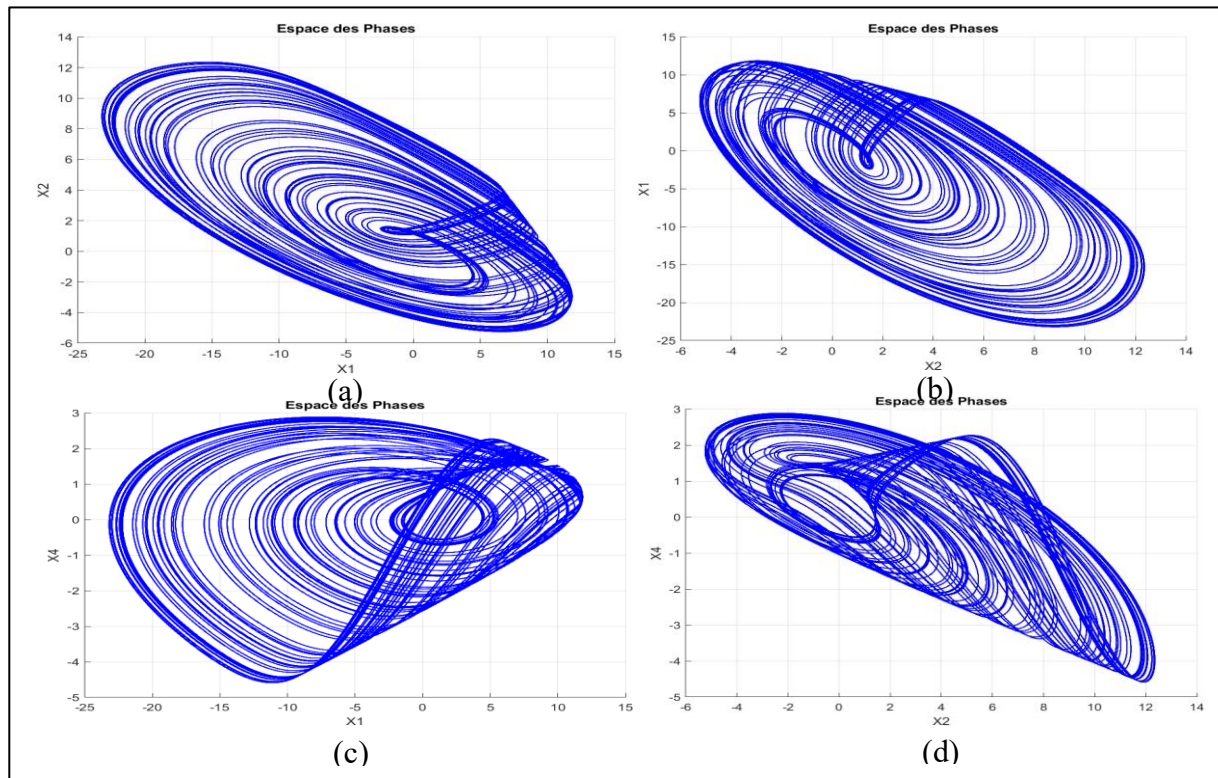 Espace des Phases
14
12
10
8
6
4
2
0
-2
-4
-6
X2
-25 -20 -15 -10 -5 0 5 10 15
X1
(a)
Espace des Phases
15
10
5
0
-5
-10
-15
-20
-25
X1
-6 -4 -2 0 2 4 6 8 10 12 14
X2
(b)
Espace des Phases
3
2
1
0
-1
-2
-3
-4
-5
X4
-25 -20 -15 -10 -5 0 5 10 15
X1
(c)
Espace des Phases
3
2
1
0
-1
-2
-3
-4
-5
X4
-6 -4 -2 0 2 4 6 8 10 12 14
X2
(d)